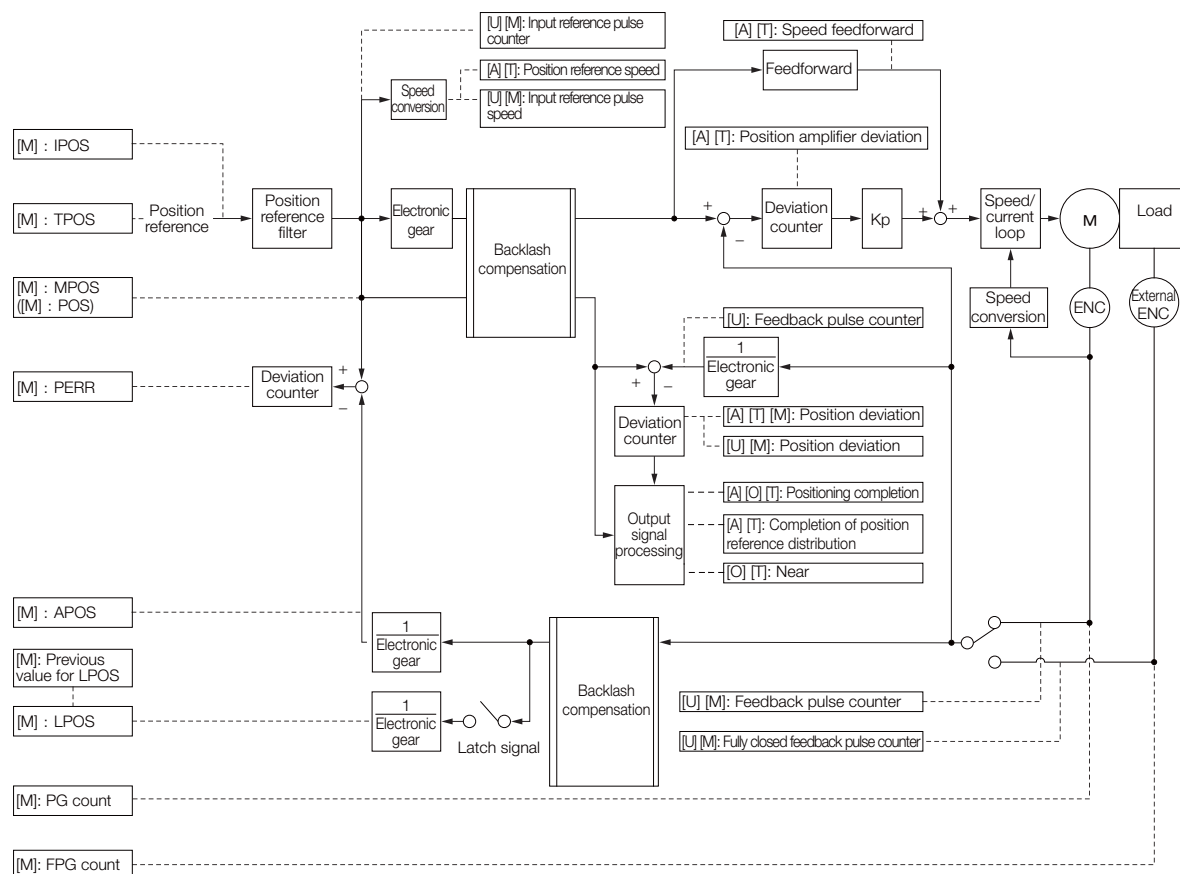 [U] [M]: Input reference pulse
counter
[A] [T]: Position reference speed
[U] [M]: Input reference pulse
speed
Speed
conversion
[A] [T]: Speed feedforward
Feedforward
[A] [T]: Position amplifier deviation
[M] : IPOS
[M] : TPOS
Position
reference
Position
reference
filter
Electronic
gear
Backlash
compensation
+
−
Deviation
counter
Kp
+
+
Speed/
current
loop
M
Load
[M] : MPOS
([M] : POS)
Speed
conversion
ENC
External
ENC
[U]: Feedback pulse counter
1
Electronic
gear
+
−
[M] : PERR
Deviation
counter
+
−
Deviation
counter
[A] [T] [M]: Position deviation
[U] [M]: Position deviation
Output
signal
processing
[A] [O] [T]: Positioning completion
[A] [T]: Completion of position
reference distribution
[O] [T]: Near
[M] : APOS
1
Electronic
gear
[M]: Previous
value for LPOS
[M] : LPOS
1
Electronic
gear
Latch signal
Backlash
compensation
[U] [M]: Feedback pulse counter
[U] [M]: Fully closed feedback pulse counter
[M]: PG count
[M]: FPG count